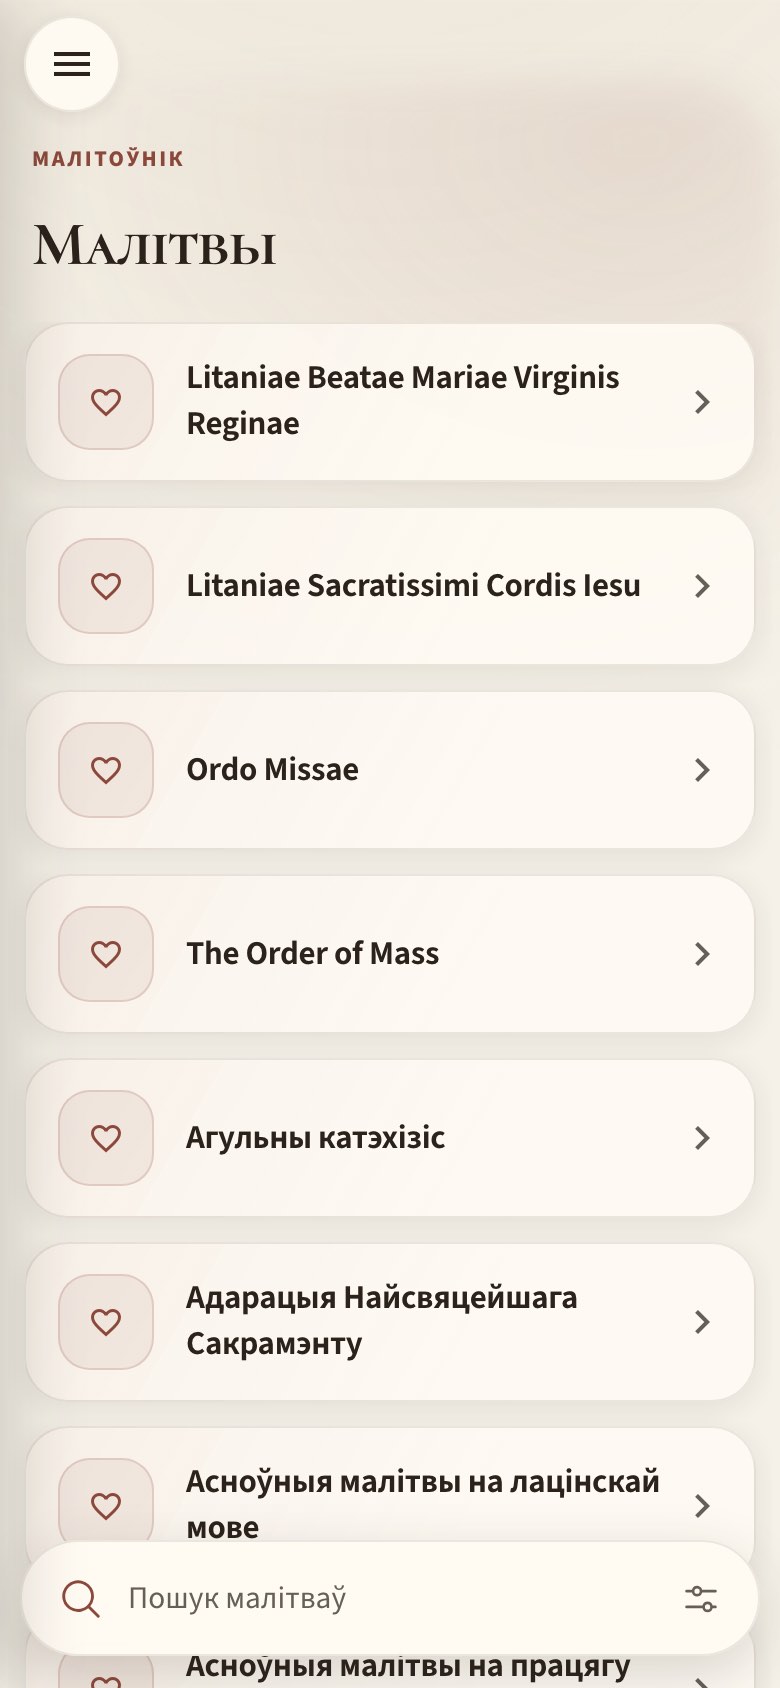 МАЛІТОЎНІК
Малітвы
Litaniae Beatae Mariae Virginis
Reginae
Litaniae Sacratissimi Cordis Iesu
Ordo Missae
The Order of Mass
Агульны катэхізіс
Адарацыя Найсвяцейшага
Сакрамэнту
Асноўныя малітвы на лацінскай
мове
Пошук малітваў
Асноўныя малітвы на працягу